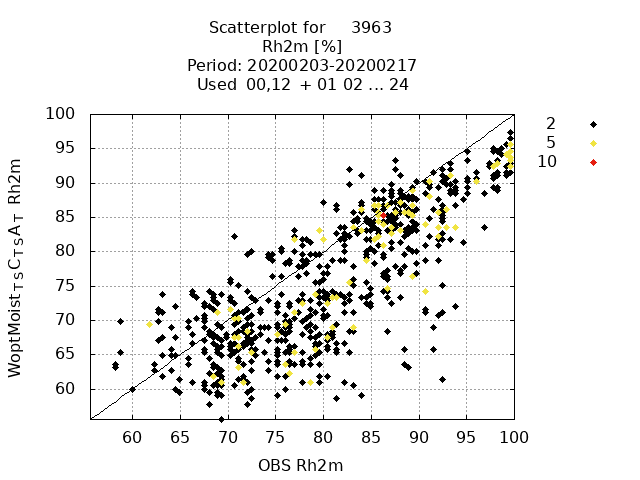 Scatterplot for 3963
Rh2m [%]
Period: 20200203-20200217
Used 00,12 + 01 02 ... 24
100
95
90
85
80
75
70
65
60
60 65 70 75 80 85 90 95 100
WoptMoist_TsC_TsA_T Rh2m
OBS Rh2m
2
5
10